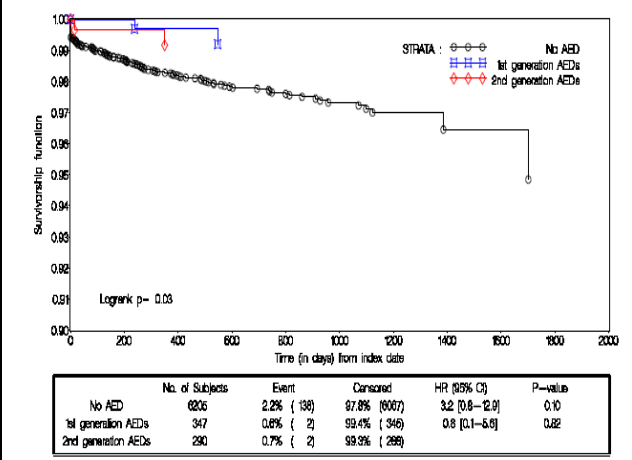 1.00
0.99
0.98
0.97
0.96
0.95
0.94
0.93
0.92
0.91
0.90
Survivorship function
STRATA : No AED
1st generation AEDs
2nd generation AEDs
Logrank p= 0.03
0 200 400 600 800 1000 1200 1400 1600 1800 2000
Time (in days) from index date
No. of Subjects Event Censored HR (95% CI) P-value
No AED 6205 2.2% ( 138) 97.8% (6067) 3.2 [0.8-12.9] 0.10
1st generation AEDs 347 0.6% ( 2) 99.4% ( 345) 0.8 [0.1-5.6] 0.82
2nd generation AEDs 290 0.7% ( 2) 99.3% ( 288)